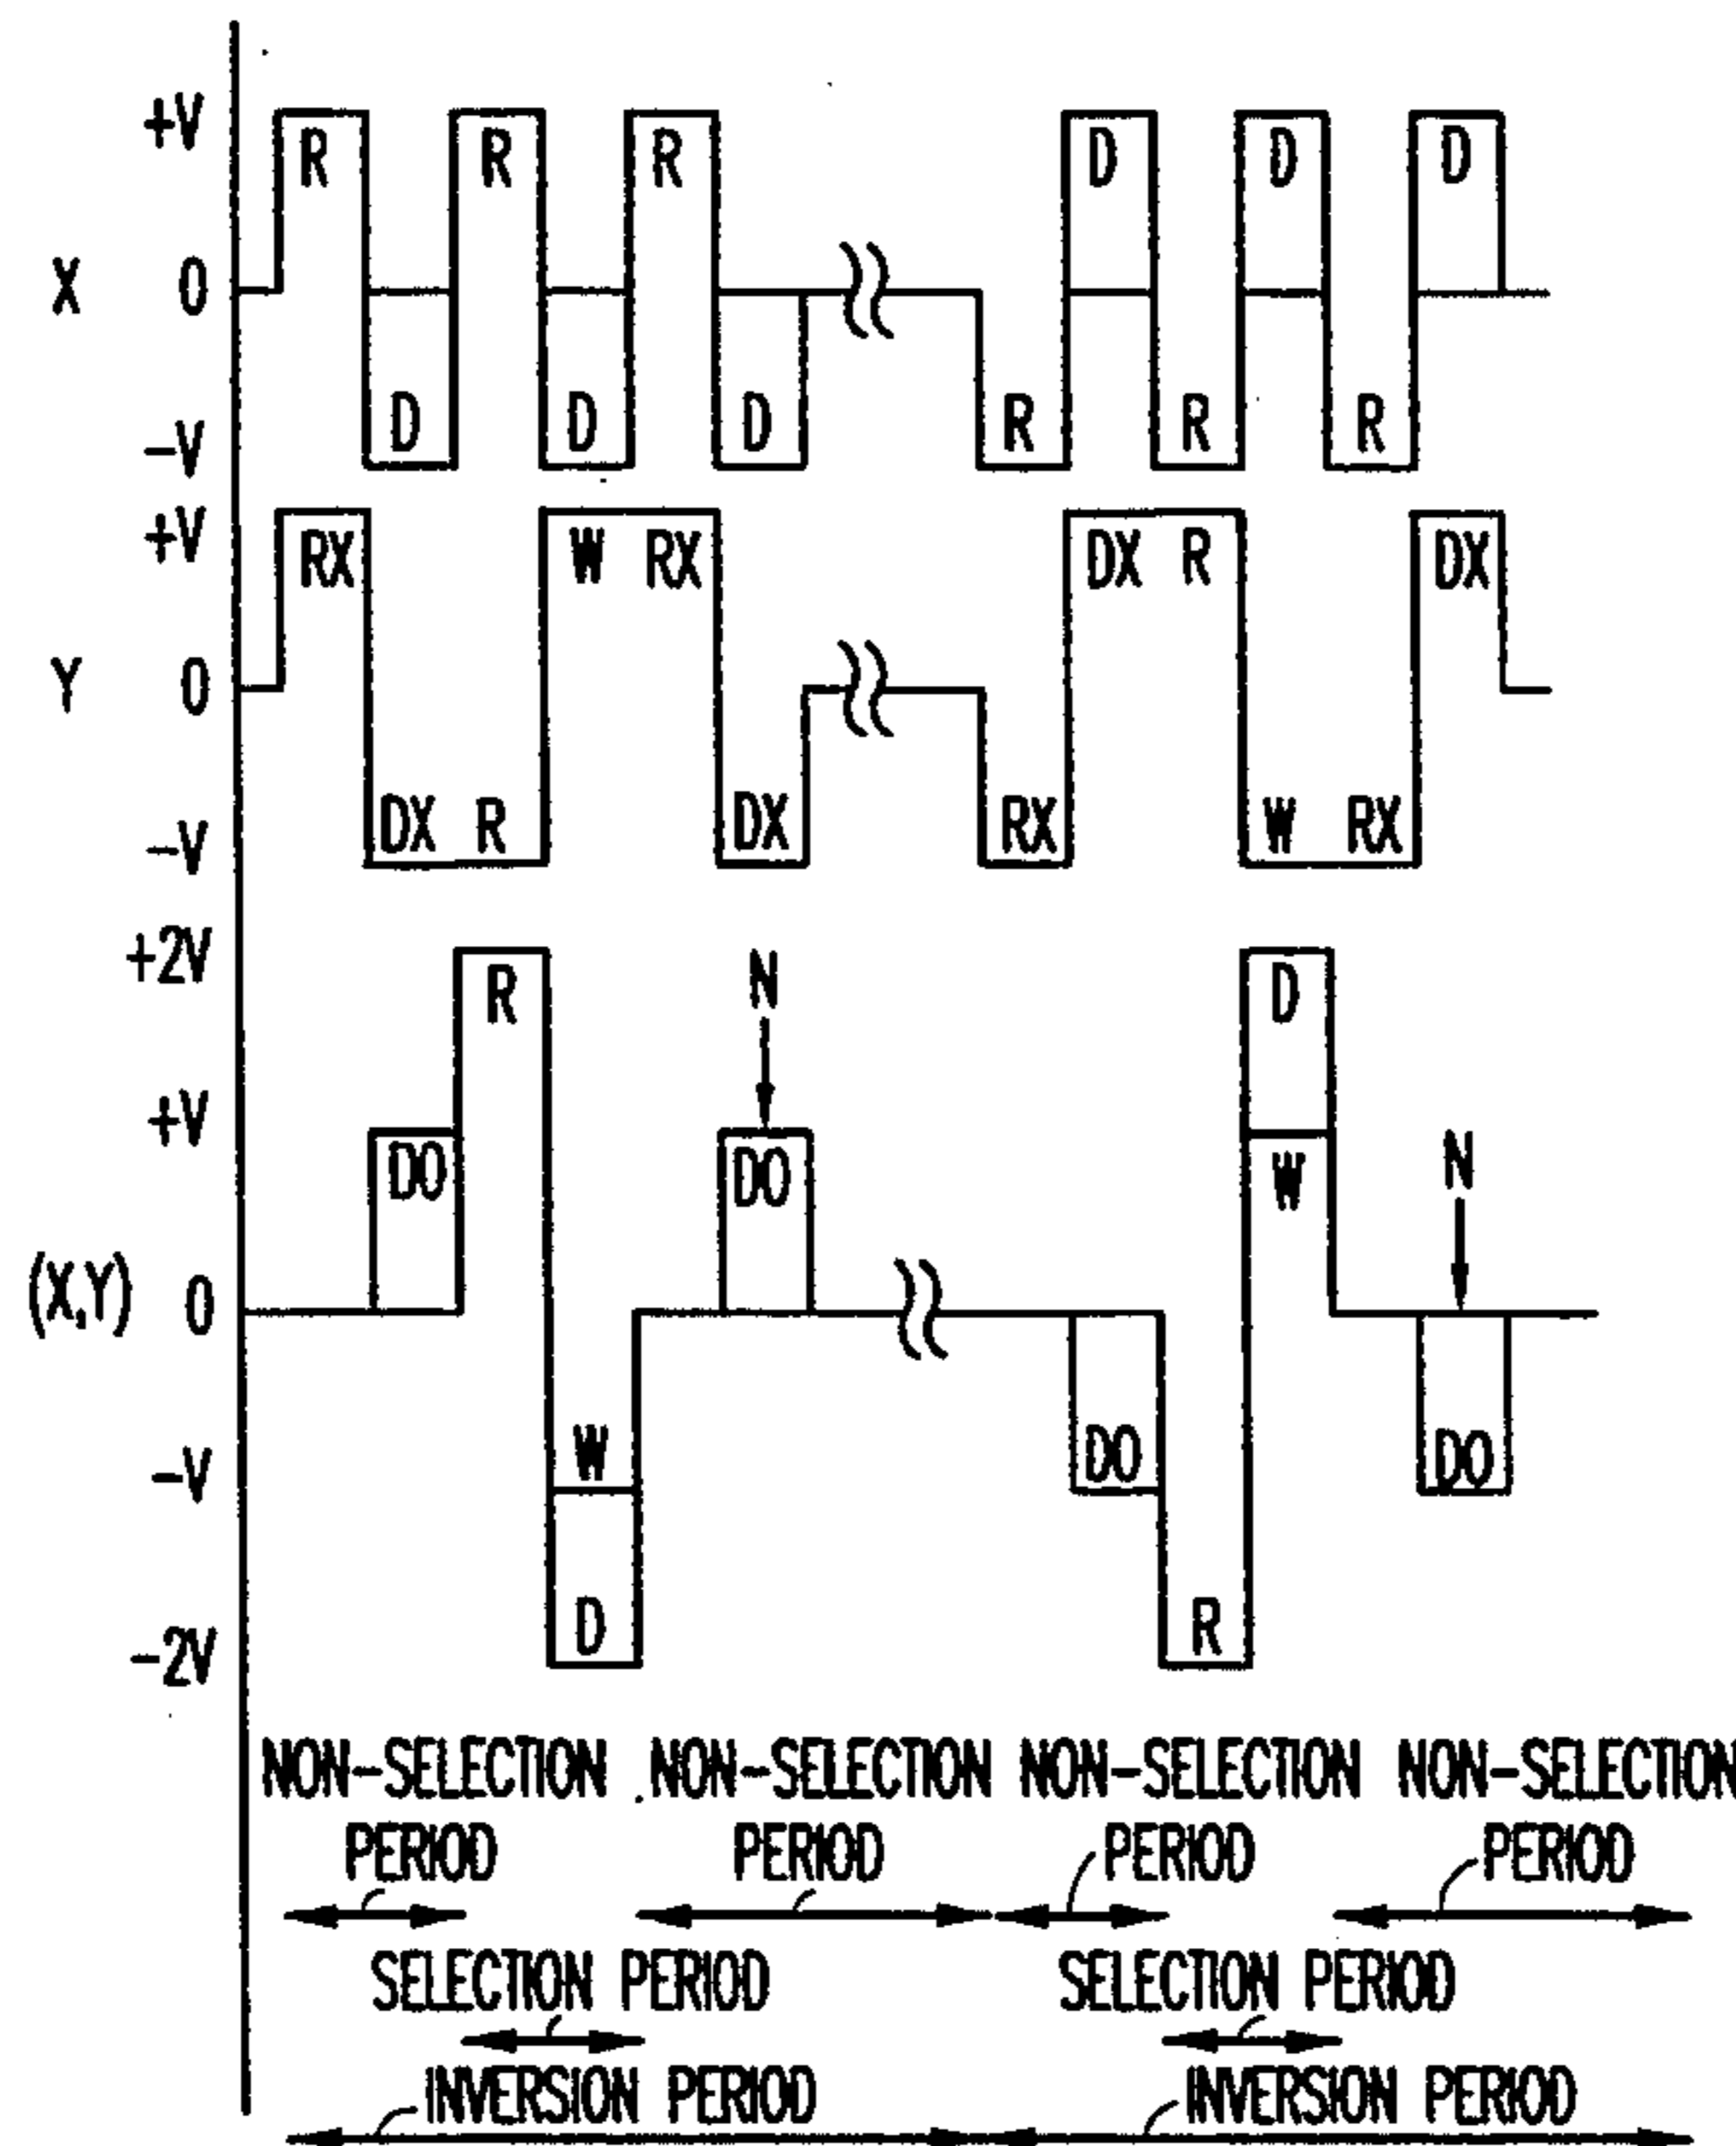 +V R R R D D D
X 0
-V D D D R R R
+V RX W RX DX R DX
Y 0
-V DX R DX RX W RX
+2V R N D
+V DO DO W N
(X,Y) 0
-V W DO DO
-2V D R
NON-SELECTION NON-SELECTION NON-SELECTION NON-SELECTION
PERIOD PERIOD PERIOD PERIOD
SELECTION PERIOD SELECTION PERIOD
INVERSION PERIOD INVERSION PERIOD